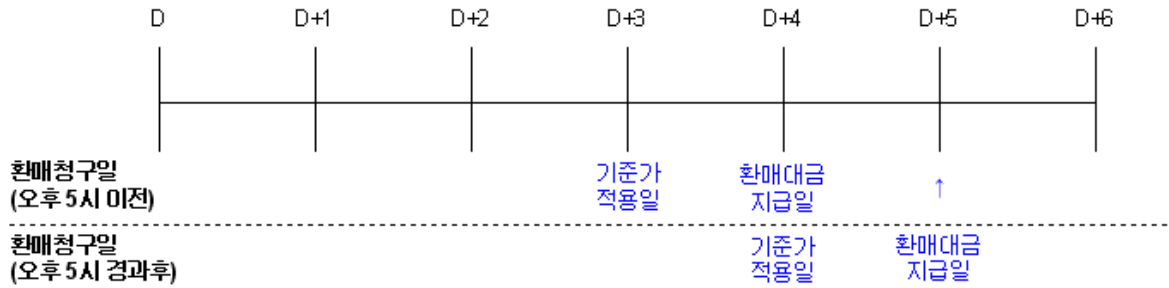 D D+1 D+2 D+3 D+4 D+5 D+6
환매청구일 기준가 환매대금 ↑
(오후 5시 이전) 적용일 지급일
환매청구일 기준가 환매대금
(오후 5시 경과후) 적용일 지급일